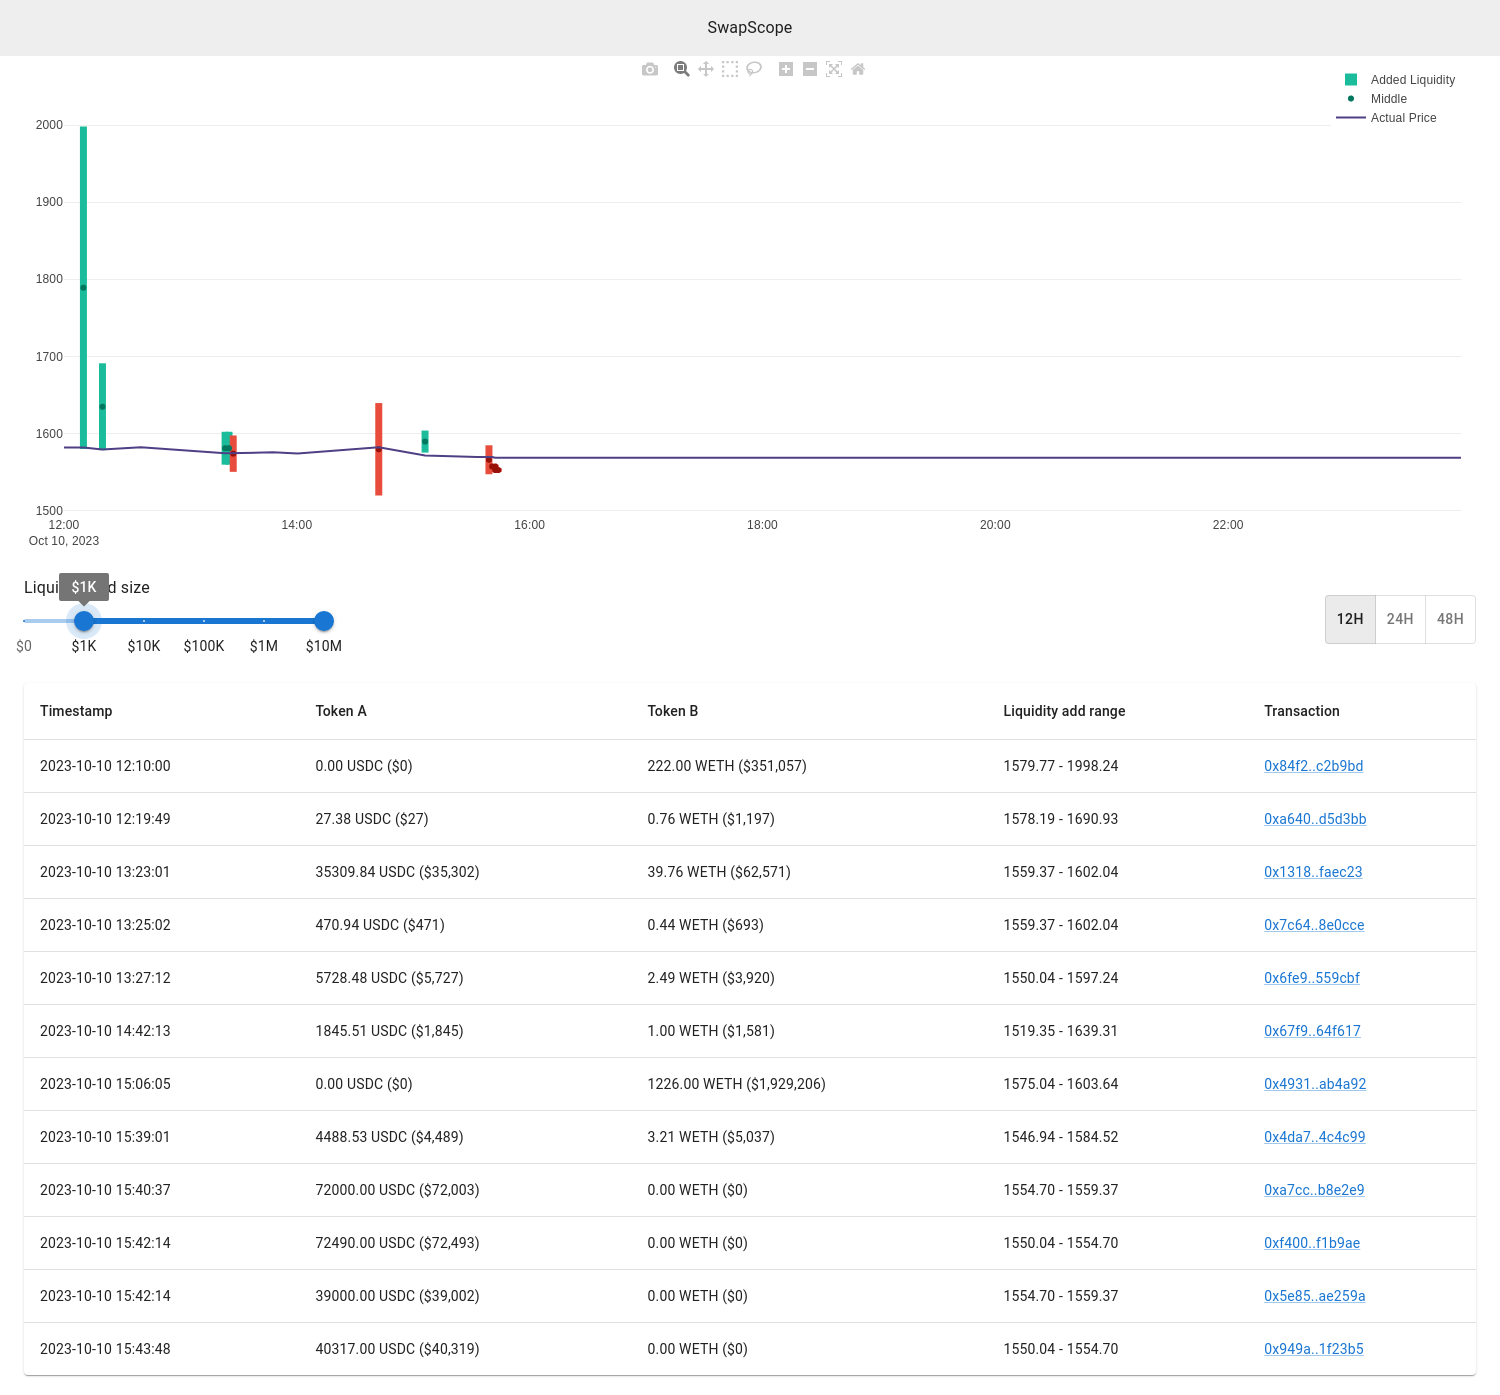 SwapScope
Added Liquidity
Middle
Actual Price
2000
1900
1800
1700
1600
1500
12:00 14:00 16:00 18:00 20:00 22:00
Oct 10, 2023
$1K
d size
$0 $1K $10K $100K $1M $10M
12H 24H 48H
Timestamp Token A Token B Liquidity add range Transaction
2023-10-10 12:10:00 0.00 USDC ($0) 222.00 WETH ($351,057) 1579.77 - 1998.24 0x84f2..c2b9bd
2023-10-10 12:19:49 27.38 USDC ($27) 0.76 WETH ($1,197) 1578.19 - 1690.93 0xa640..d5d3bb
2023-10-10 13:23:01 35309.84 USDC ($35,302) 39.76 WETH ($62,571) 1559.37 - 1602.04 0x1318..faec23
2023-10-10 13:25:02 470.94 USDC ($471) 0.44 WETH ($693) 1559.37 - 1602.04 0x7c64..8e0cce
2023-10-10 13:27:12 5728.48 USDC ($5,727) 2.49 WETH ($3,920) 1550.04 - 1597.24 0x6fe9..559cbf
2023-10-10 14:42:13 1845.51 USDC ($1,845) 1.00 WETH ($1,581) 1519.35 - 1639.31 0x67f9..64f617
2023-10-10 15:06:05 0.00 USDC ($0) 1226.00 WETH ($1,929,206) 1575.04 - 1603.64 0x4931..ab4a92
2023-10-10 15:39:01 4488.53 USDC ($4,489) 3.21 WETH ($5,037) 1546.94 - 1584.52 0x4da7..4c4c99
2023-10-10 15:40:37 72000.00 USDC ($72,003) 0.00 WETH ($0) 1554.70 - 1559.37 0xa7cc..b8e2e9
2023-10-10 15:42:14 72490.00 USDC ($72,493) 0.00 WETH ($0) 1550.04 - 1554.70 0xf400..f1b9ae
2023-10-10 15:42:14 39000.00 USDC ($39,002) 0.00 WETH ($0) 1554.70 - 1559.37 0x5e85..ae259a
2023-10-10 15:43:48 40317.00 USDC ($40,319) 0.00 WETH ($0) 1550.04 - 1554.70 0x949a..1f23b5